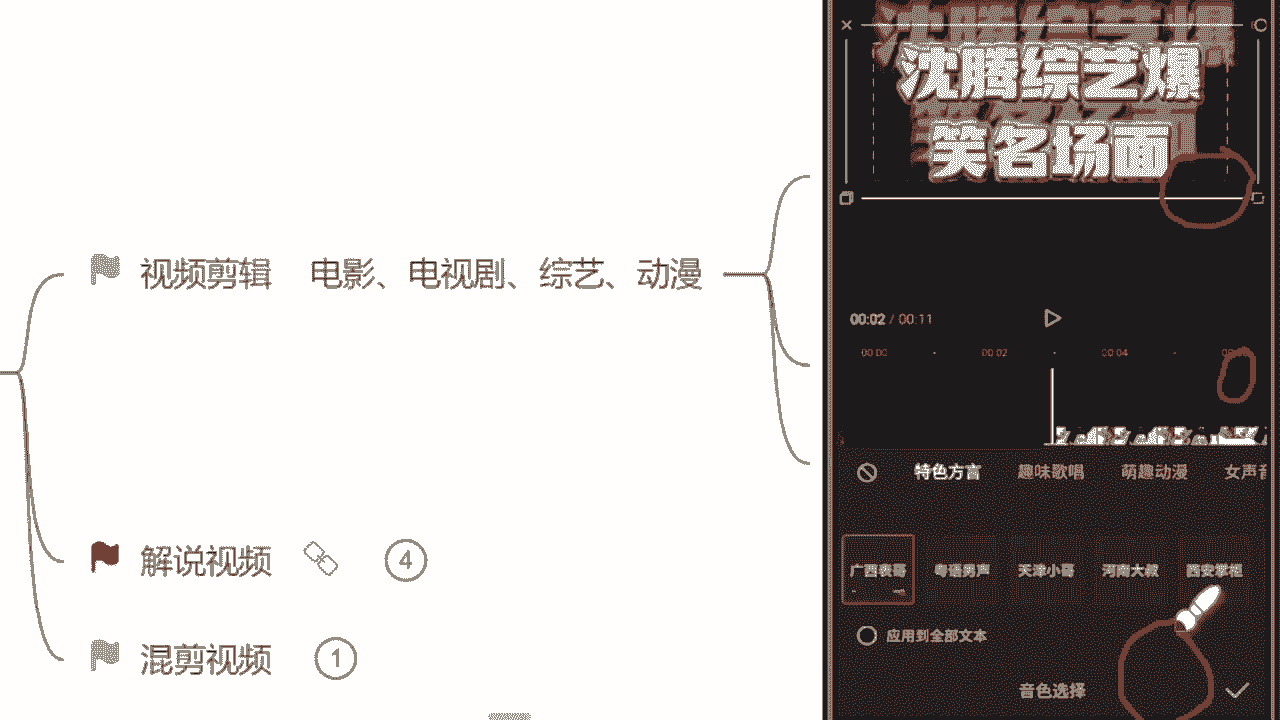 视频剪辑 电影、电视剧、综艺、动漫
解说视频 4
混剪视频 1
沈腾综艺爆
笑名场面
00:02 / 00:11
00:00 00:02 00:04
特色方言 趣味歌唱 萌趣动漫 女声音
广西表哥 粤语男声 天津小哥 河南大叔 西安掌柜
应用到全部文本
音色选择